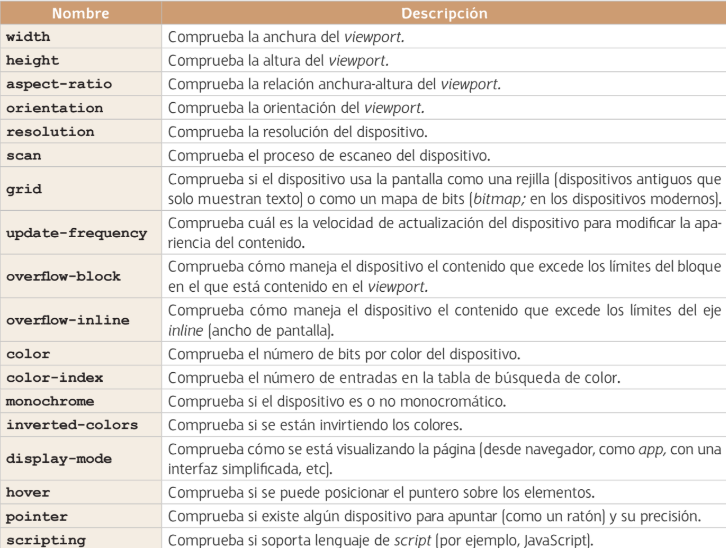 Nombre Descripción
width Comprueba la anchura del viewport.
height Comprueba la altura del viewport.
aspect-ratio Comprueba la relación anchura-altura del viewport.
orientation Comprueba la orientación del viewport.
resolution Comprueba la resolución del dispositivo.
scan Comprueba el proceso de escaneo del dispositivo.
grid Comprueba si el dispositivo usa la pantalla como una rejilla (dispositivos antiguos que
solo muestran texto) o como un mapa de bits (bitmap; en los dispositivos modernos).
update-frequency Comprueba cuál es la velocidad de actualización del dispositivo para modificar la apa-
riencia del contenido.
overflow-block Comprueba cómo maneja el dispositivo el contenido que excede los límites del bloque
en el que está contenido en el viewport.
overflow-inline Comprueba cómo maneja el dispositivo el contenido que excede los límites del eje
inline (ancho de pantalla).
color Comprueba el número de bits por color del dispositivo.
color-index Comprueba el número de entradas en la tabla de búsqueda de color.
monochrome Comprueba si el dispositivo es o no monocromático.
inverted-colors Comprueba si se están invirtiendo los colores.
display-mode Comprueba cómo se está visualizando la página (desde navegador, como app, con una
interfaz simplificada, etc).
hover Comprueba si se puede posicionar el puntero sobre los elementos.
pointer Comprueba si existe algún dispositivo para apuntar (como un ratón) y su precisión.
scripting Comprueba si soporta lenguaje de script (por ejemplo, JavaScript).